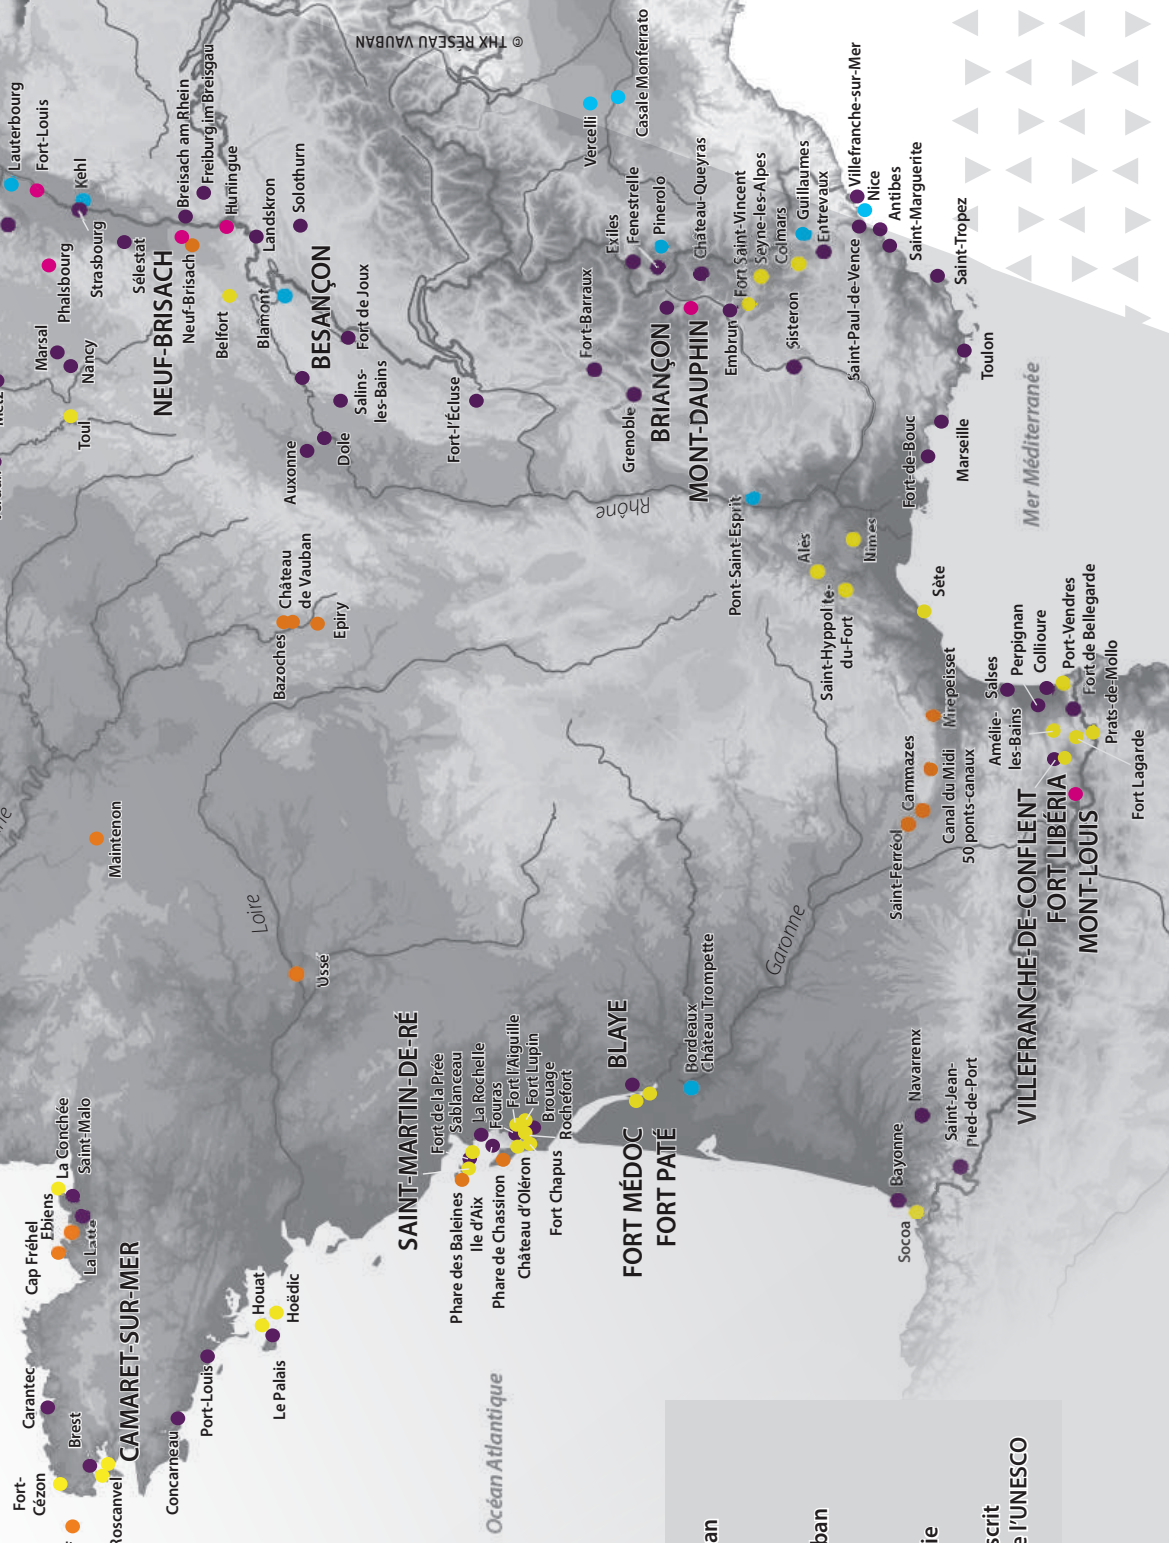 Lauterbourg
Fort-Louis
Kehl
Strasbourg
Phalsbourg
Marsal
Nancy
Toul
Sélestat
NEUF-BRISACH
Neuf-Brisach
Breisach am Rhein
Freiburg im Breisgau
Huningue
Landskron
Solothurn
Belfort
Blamont
BESANÇON
Fort de Joux
Salins-
les-Bains
Auxonne
Dole
Fort-l'Écluse
© THX RÉSEAU VAUBAN
Vercelli
Casale Monferrato
Exiles
Fenestrelle
Pinerolo
Château-Queyras
Fort-Barraux
Grenoble
BRIANÇON
MONT-DAUPHIN
Embrun
Fort Saint-Vincent
Seyne-les-Alpes
Colmars
Guillaumes
Entrevaux
Sisteron
Villefranche-sur-Mer
Nice
Antibes
Saint-Marguerite
Saint-Paul-de-Vence
Saint-Tropez
Toulon
Marseille
Fort-de-Bouc
Mer Méditerranée
Rhône
Pont-Saint-Esprit
Alès
Nîmes
Saint-Hyppolite-
du-Fort
Sète
Château
de Vauban
Bazoches
Epiry
Maintenon
Loire
Ussé
Mirepeisset
Cammazes
Saint-Ferréol
Canal du Midi
50 ponts-canaux
Salses
Perpignan
Collioure
Port-Vendres
Fort de Bellegarde
Prats-de-Mollo
Amélie-
les-Bains
Fort Lagarde
VILLEFRANCHE-DE-CONFLENT
FORT LIBÉRIA
MONT-LOUIS
Garonne
Bordeaux
Château Trompette
BLAYE
FORT MÉDOC
FORT PATÉ
SAINT-MARTIN-DE-RÉ
Fort de la Prée
Sablanceau
La Rochelle
Fouras
Fort l'Aiguille
Fort Lupin
Brouage
Rochefort
Phare des Baleines
Ile d'Aix
Phare de Chassiron
Château d'Oléron
Fort Chapus
Navarrenx
Saint-Jean-
Pied-de-Port
Bayonne
Socoa
La Conchée
Saint-Malo
Ebiens
Cap Fréhel
La Latte
CAMARET-SUR-MER
Carantec
Brest
Fort-
Cézon
Roscanvel
Concarneau
Port-Louis
Le Palais
Houat
Hoëdic
Océan Atlantique
an
ban
ie
scrit
e l'UNESCO